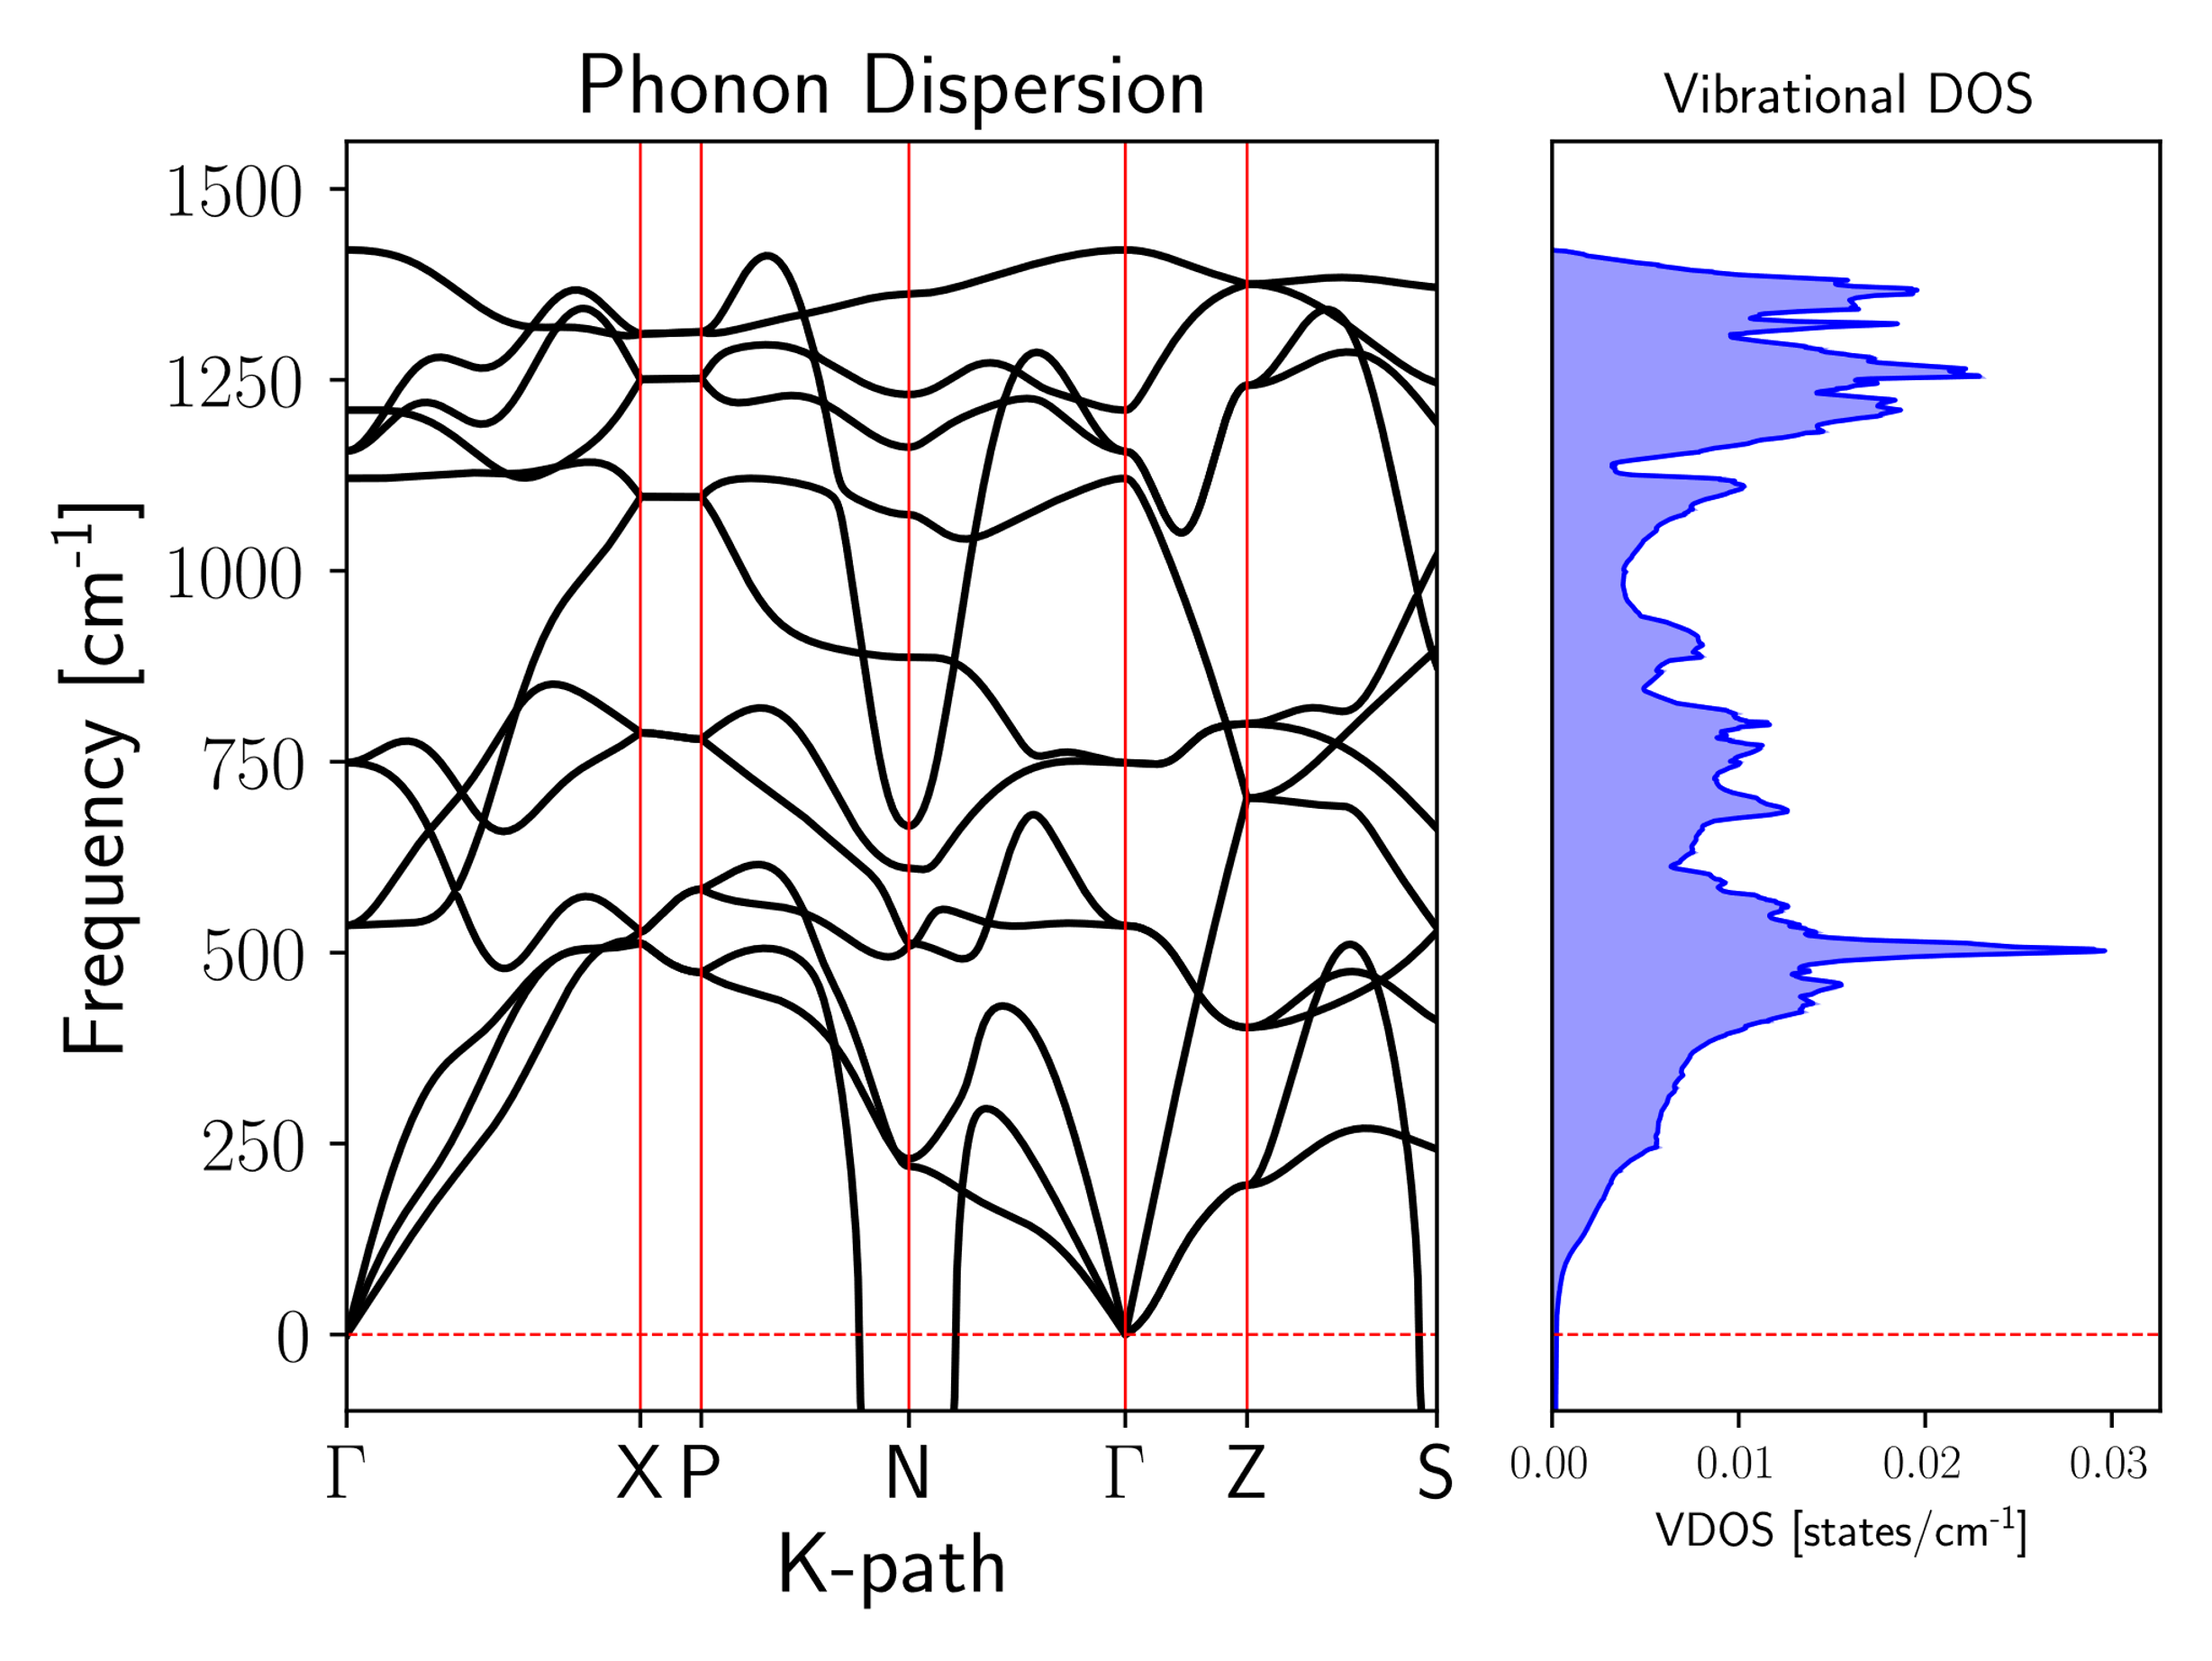 Phonon Dispersion
Frequency [cm-1]
1500
1250
1000
750
500
250
0
Γ X P N Γ Z S
K-path
Vibrational DOS
0.00 0.01 0.02 0.03
VDOS [states/cm-1]